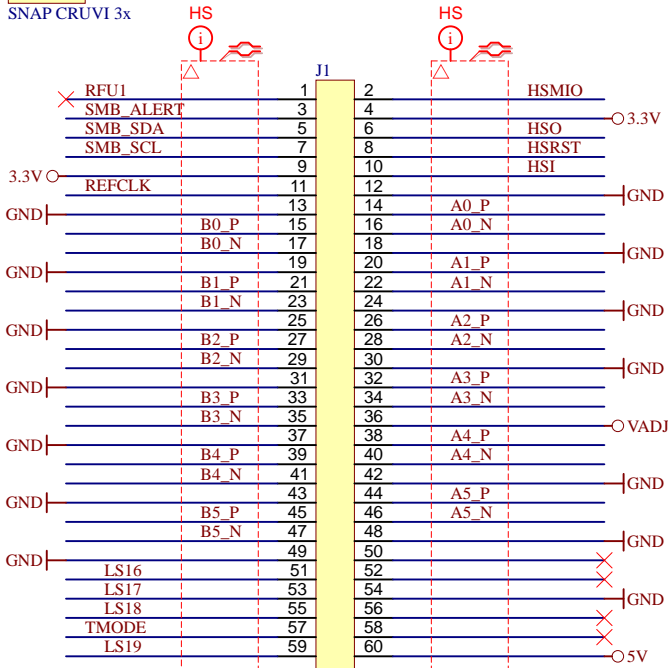 SNAP CRUVI 3x
HS HS
i i
J1
RFU1 1 2 HSMIO
SMB_ALERT 3 4 3.3V
SMB_SDA 5 6 HSO
SMB_SCL 7 8 HSRST
3.3V 9 10 HSI
REFCLK 11 12 GND
GND 13 14 A0_P
B0_P 15 16 A0_N
B0_N 17 18 GND
GND 19 20 A1_P
B1_P 21 22 A1_N
B1_N 23 24 GND
GND 25 26 A2_P
B2_P 27 28 A2_N
B2_N 29 30 GND
GND 31 32 A3_P
B3_P 33 34 A3_N
B3_N 35 36 VADJ
GND 37 38 A4_P
B4_P 39 40 A4_N
B4_N 41 42 GND
GND 43 44 A5_P
B5_P 45 46 A5_N
B5_N 47 48 GND
GND 49 50
LS16 51 52
LS17 53 54 GND
LS18 55 56
TMODE 57 58
LS19 59 60 5V